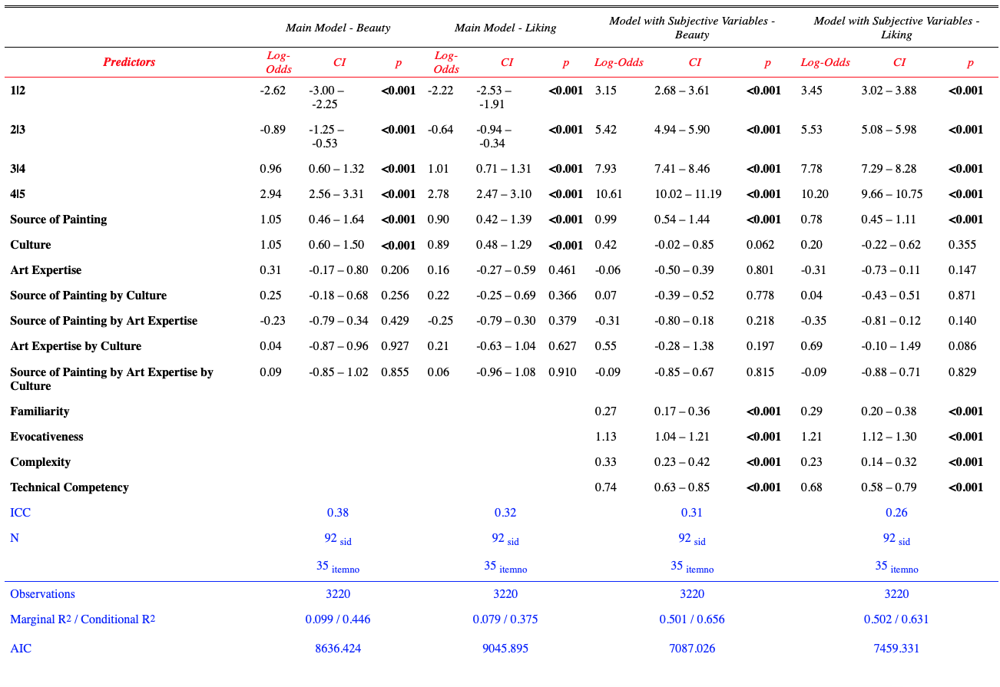 Main Model - Beauty Main Model - Liking Model with Subjective Variables - Beauty Model with Subjective Variables - Liking
Predictors Log-Odds CI p Log-Odds CI p Log-Odds CI p Log-Odds CI p
1|2 -2.62 -3.00 – -2.25 <0.001 -2.22 -2.53 – -1.91 <0.001 3.15 2.68 – 3.61 <0.001 3.45 3.02 – 3.88 <0.001
2|3 -0.89 -1.25 – -0.53 <0.001 -0.64 -0.94 – -0.34 <0.001 5.42 4.94 – 5.90 <0.001 5.53 5.08 – 5.98 <0.001
3|4 0.96 0.60 – 1.32 <0.001 1.01 0.71 – 1.31 <0.001 7.93 7.41 – 8.46 <0.001 7.78 7.29 – 8.28 <0.001
4|5 2.94 2.56 – 3.31 <0.001 2.78 2.47 – 3.10 <0.001 10.61 10.02 – 11.19 <0.001 10.20 9.66 – 10.75 <0.001
Source of Painting 1.05 0.46 – 1.64 <0.001 0.90 0.42 – 1.39 <0.001 0.99 0.54 – 1.44 <0.001 0.78 0.45 – 1.11 <0.001
Culture 1.05 0.60 – 1.50 <0.001 0.89 0.48 – 1.29 <0.001 0.42 -0.02 – 0.85 0.062 0.20 -0.22 – 0.62 0.355
Art Expertise 0.31 -0.17 – 0.80 0.206 0.16 -0.27 – 0.59 0.461 -0.06 -0.50 – 0.39 0.801 -0.31 -0.73 – 0.11 0.147
Source of Painting by Culture 0.25 -0.18 – 0.68 0.256 0.22 -0.25 – 0.69 0.366 0.07 -0.39 – 0.52 0.778 0.04 -0.43 – 0.51 0.871
Source of Painting by Art Expertise -0.23 -0.79 – 0.34 0.429 -0.25 -0.79 – 0.30 0.379 -0.31 -0.80 – 0.18 0.218 -0.35 -0.81 – 0.12 0.140
Art Expertise by Culture 0.04 -0.87 – 0.96 0.927 0.21 -0.63 – 1.04 0.627 0.55 -0.28 – 1.38 0.197 0.69 -0.10 – 1.49 0.086
Source of Painting by Art Expertise by Culture 0.09 -0.85 – 1.02 0.855 0.06 -0.96 – 1.08 0.910 -0.09 -0.85 – 0.67 0.815 -0.09 -0.88 – 0.71 0.829
Familiarity 0.27 0.17 – 0.36 <0.001 0.29 0.20 – 0.38 <0.001
Evocativeness 1.13 1.04 – 1.21 <0.001 1.21 1.12 – 1.30 <0.001
Complexity 0.33 0.23 – 0.42 <0.001 0.23 0.14 – 0.32 <0.001
Technical Competency 0.74 0.63 – 0.85 <0.001 0.68 0.58 – 0.79 <0.001
ICC 0.38 0.32 0.31 0.26
N 92 sid 92 sid 92 sid 92 sid
35 itemno 35 itemno 35 itemno 35 itemno
Observations 3220 3220 3220 3220
Marginal R2 / Conditional R2 0.099 / 0.446 0.079 / 0.375 0.501 / 0.656 0.502 / 0.631
AIC 8636.424 9045.895 7087.026 7459.331